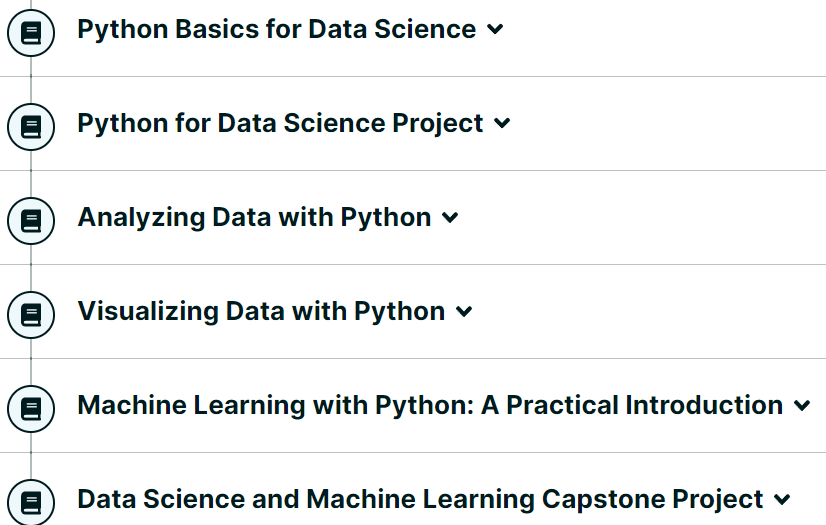 Python Basics for Data Science
Python for Data Science Project
Analyzing Data with Python
Visualizing Data with Python
Machine Learning with Python: A Practical Introduction
Data Science and Machine Learning Capstone Project